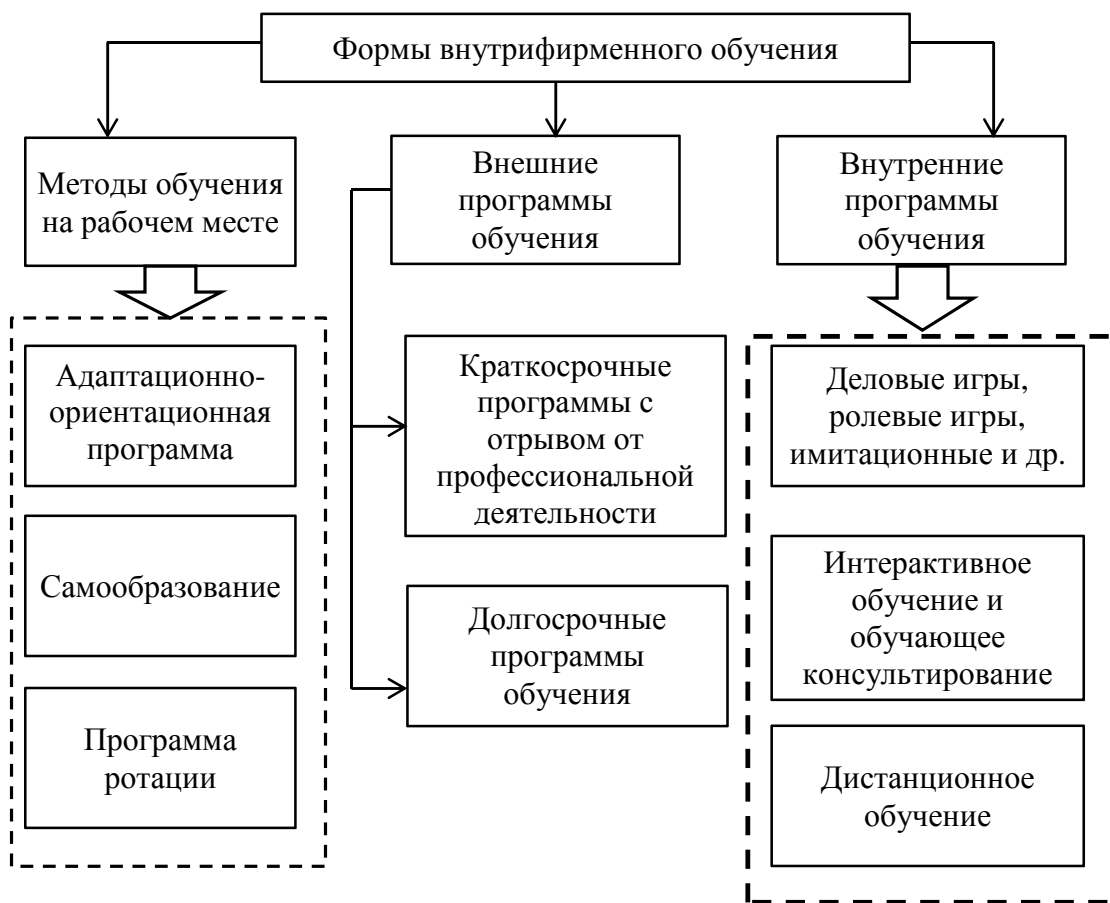 Формы внутрифирменного обучения
Методы обучения
на рабочем месте
Адаптационно-
ориентационная
программа
Самообразование
Программа
ротации
Внешние
программы
обучения
Краткосрочные
программы с
отрывом от
профессиональной
деятельности
Долгосрочные
программы
обучения
Внутренние
программы
обучения
Деловые игры,
ролевые игры,
имитационные и др.
Интерактивное
обучение и
обучающее
консультирование
Дистанционное
обучение